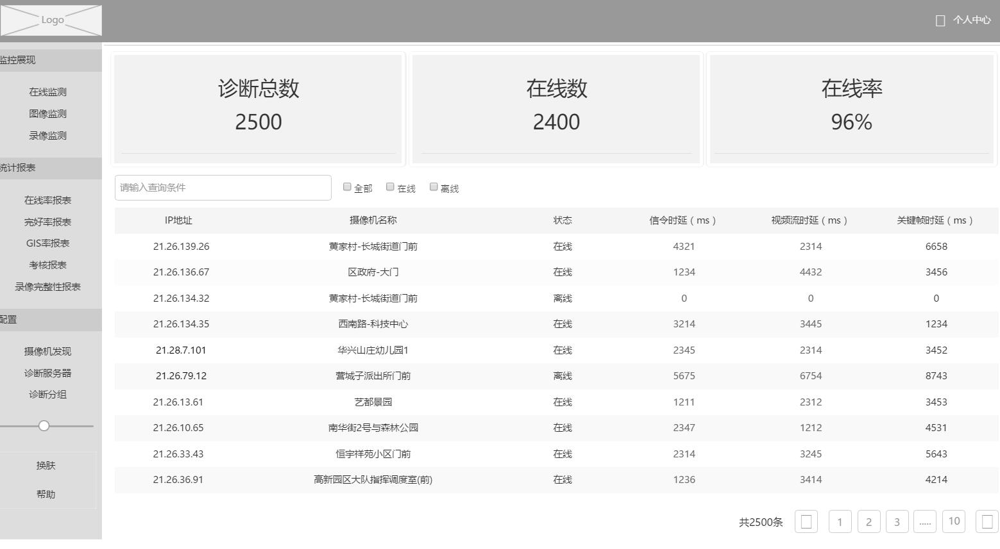 Logo
个人中心
监控展现
在线监测
图像监测
录像监测
统计报表
在线率报表
完好率报表
GIS率报表
考核报表
录像完整性报表
配置
摄像机发现
诊断服务器
诊断分组
换肤
帮助
诊断总数
2500
在线数
2400
在线率
96%
请输入查询条件 全部 在线 离线
IP地址 摄像机名称 状态 信令时延（ms） 视频流时延（ms） 关键帧时延（ms）
21.26.139.26 黄家村-长城街道门前 在线 4321 2314 6658
21.26.136.67 区政府-大门 在线 1234 4432 3456
21.26.134.32 黄家村-长城街道门前 离线 0 0 0
21.26.134.35 西南路-科技中心 在线 3214 3445 1234
21.28.7.101 华兴山庄幼儿园1 在线 2345 2314 3452
21.26.79.12 营城子派出所门前 离线 5675 6754 8743
21.26.13.61 艺都景园 在线 1211 2312 3453
21.26.10.65 南华街2号与森林公园 在线 2347 1212 4531
21.26.33.43 恒宇祥苑小区门前 在线 2314 3245 5643
21.26.36.91 高新园区大队指挥调度室(前) 在线 1236 3414 4214
共2500条 1 2 3 ..... 10